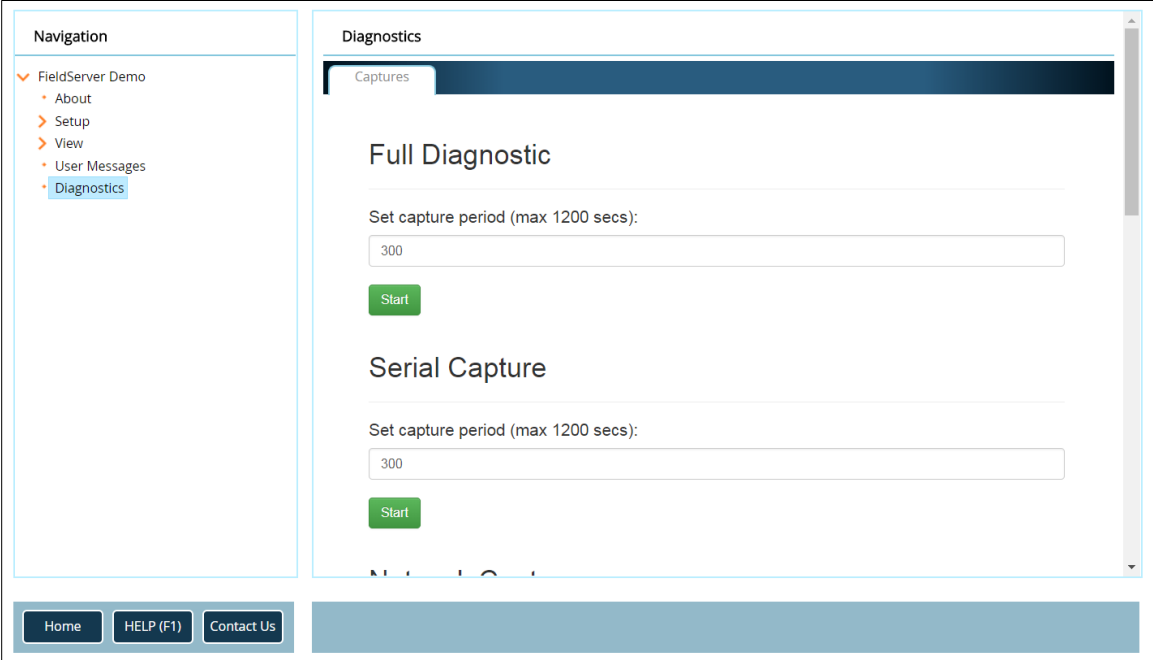 Navigation
FieldServer Demo
About
Setup
View
User Messages
Diagnostics
Diagnostics
Captures
Full Diagnostic
Set capture period (max 1200 secs):
300
Start
Serial Capture
Set capture period (max 1200 secs):
300
Start
Home
HELP (F1)
Contact Us